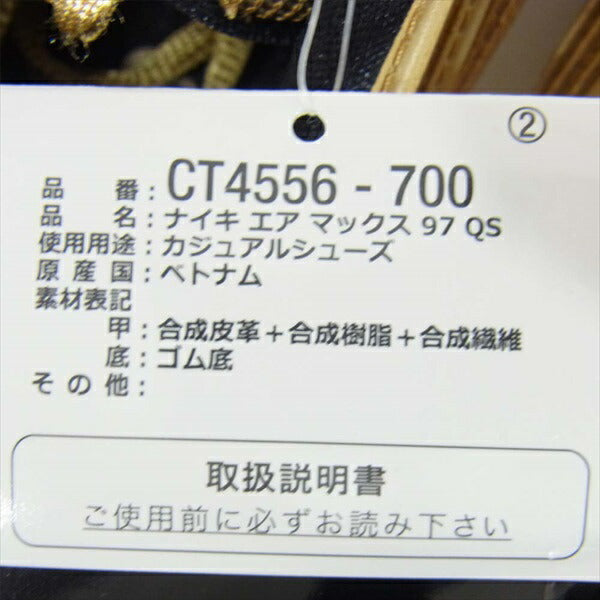 ②
品番：CT4556 - 700
品名：ナイキ エア マックス 97 QS
使用用途：カジュアルシューズ
原産国：ベトナム
素材表記
甲：合成皮革＋合成樹脂＋合成繊維
底：ゴム底
その他：
取扱説明書
ご使用前に必ずお読み下さい